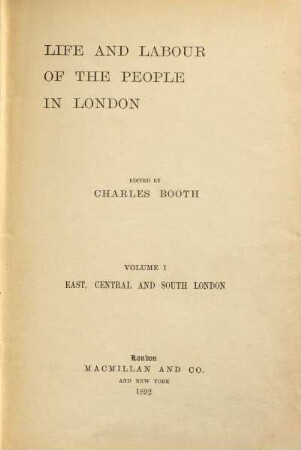 LIFE AND LABOUR
OF THE PEOPLE
IN LONDON
EDITED BY
CHARLES BOOTH
VOLUME I
EAST, CENTRAL AND SOUTH LONDON
London
MACMILLAN AND CO.
AND NEW YORK
1892